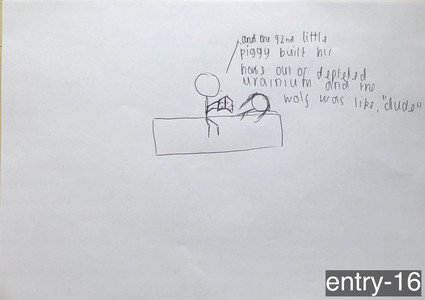 and the 92nd little
piggy built his
hous out of depleted
uranium and the
wolf was like, "dude"
entry-16